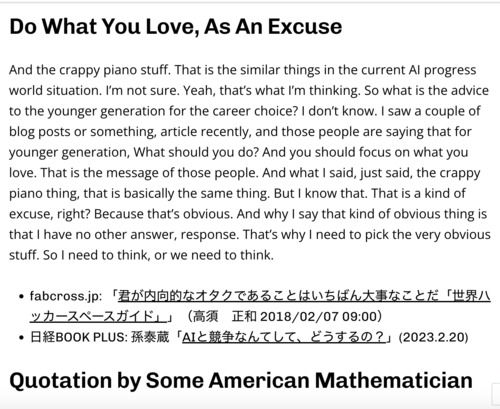 Do What You Love, As An Excuse
And the crappy piano stuff. That is the similar things in the current AI progress
world situation. I’m not sure. Yeah, that’s what I’m thinking. So what is the advice
to the younger generation for the career choice? I don’t know. I saw a couple of
blog posts or something, article recently, and those people are saying that for
younger generation, What should you do? And you should focus on what you
love. That is the message of those people. And what I said, just said, the crappy
piano thing, that is basically the same thing. But I know that. That is a kind of
excuse, right? Because that’s obvious. And why I say that kind of obvious thing is
that I have no other answer, response. That’s why I need to pick the very obvious
stuff. So I need to think, or we need to think.
• fabcross.jp: 「君が内向的なオタクであることはいちばん大事なことだ「世界ハ
ッカースペースガイド」」（高須　正和 2018/02/07 09:00）
• 日経BOOK PLUS: 孫泰蔵「AIと競争なんてして、どうするの？」(2023.2.20)
Quotation by Some American Mathematician